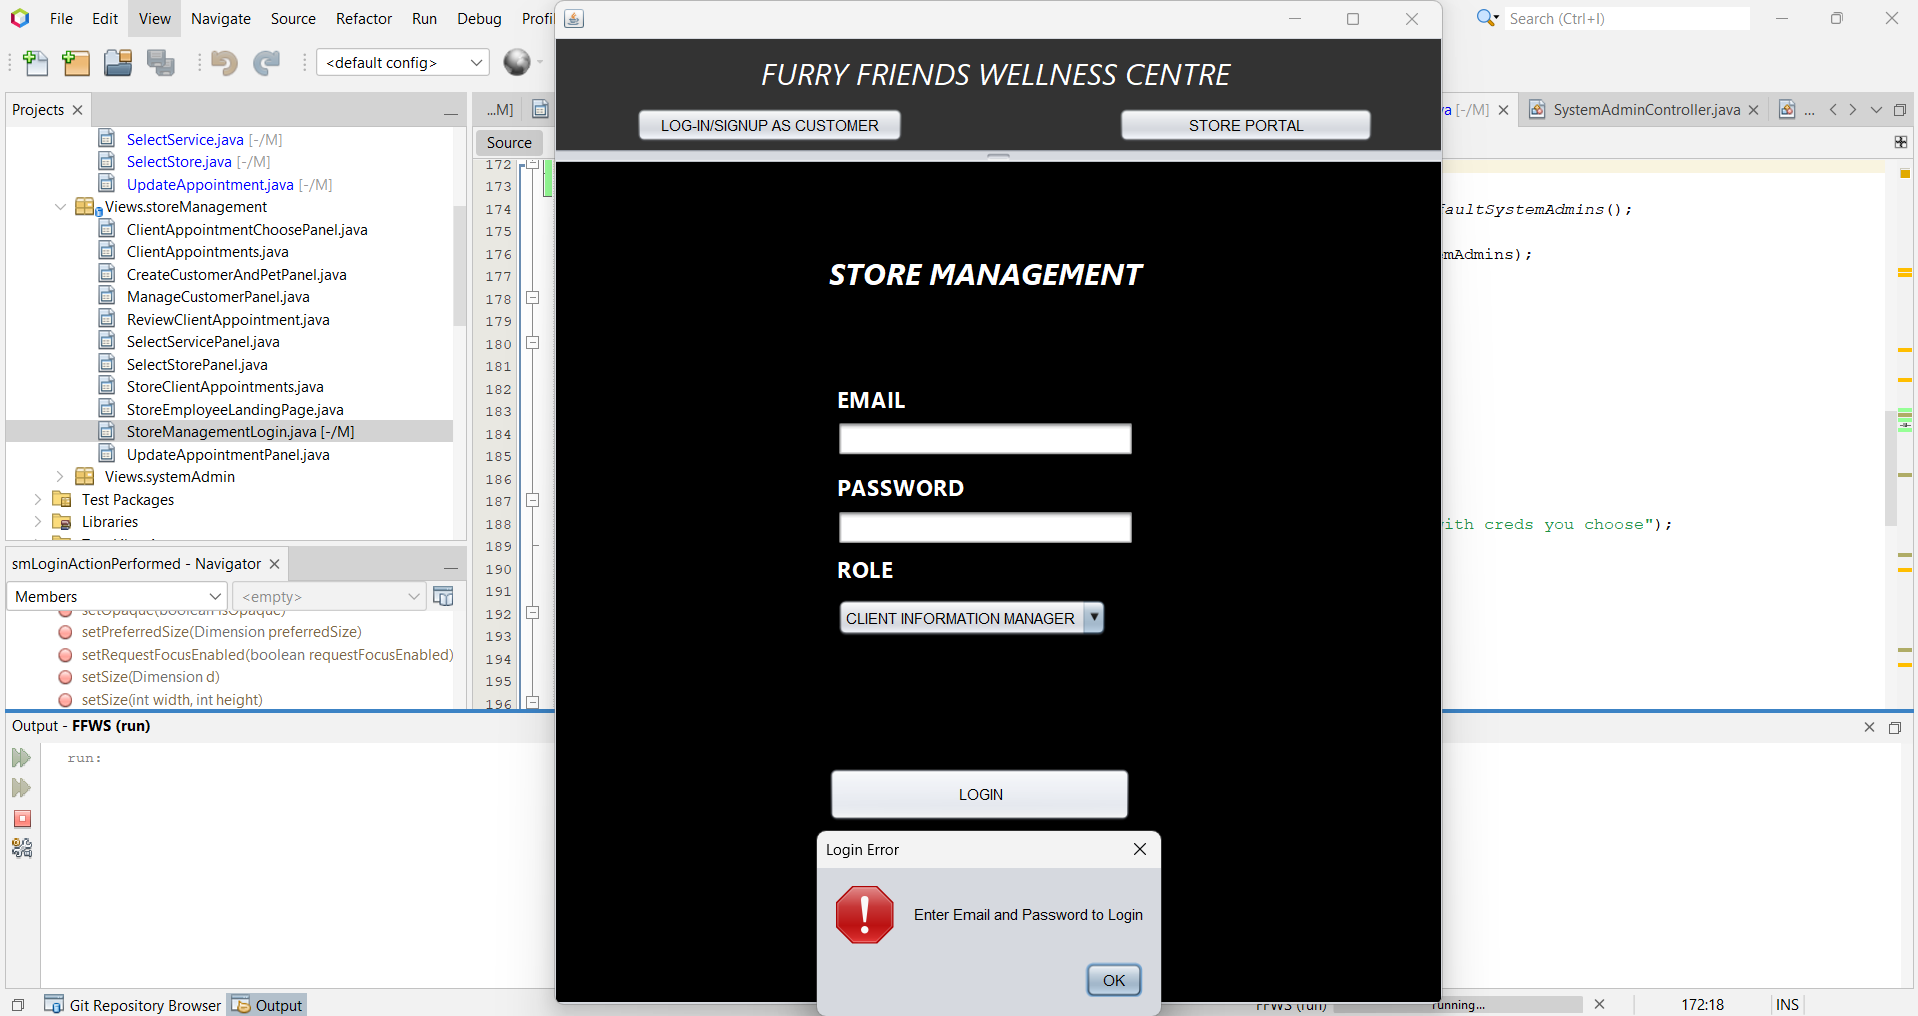 File Edit View Navigate Source Refactor Run Debug
Search (Ctrl+I)
<default config>
Projects
SelectService.java [-/M]
SelectStore.java [-/M]
UpdateAppointment.java [-/M]
Views.storeManagement
ClientAppointmentChoosePanel.java
ClientAppointments.java
CreateCustomerAndPetPanel.java
ManageCustomerPanel.java
ReviewClientAppointment.java
SelectServicePanel.java
SelectStorePanel.java
StoreClientAppointments.java
StoreEmployeeLandingPage.java
StoreManagementLogin.java [-/M]
UpdateAppointmentPanel.java
Views.systemAdmin
Test Packages
Libraries
smLoginActionPerformed - Navigator
Members
<empty>
setOpaque(boolean isOpaque)
setPreferredSize(Dimension preferredSize)
setRequestFocusEnabled(boolean requestFocusEnabled)
setSize(Dimension d)
setSize(int width, int height)
...M]
Source
172
173
174
175
176
177
178
179
180
181
182
183
184
185
186
187
188
189
190
191
192
193
194
195
196
FURRY FRIENDS WELLNESS CENTRE
LOG-IN/SIGNUP AS CUSTOMER
STORE PORTAL
STORE MANAGEMENT
EMAIL
PASSWORD
ROLE
CLIENT INFORMATION MANAGER
LOGIN
Login Error
Enter Email and Password to Login
OK
[-/M]
SystemAdminController.java
...
faultSystemAdmins();
mAdmins);
ith creds you choose");
Output - FFWS (run)
run:
Git Repository Browser
Output
FFWS (run)
running...
172:18
INS